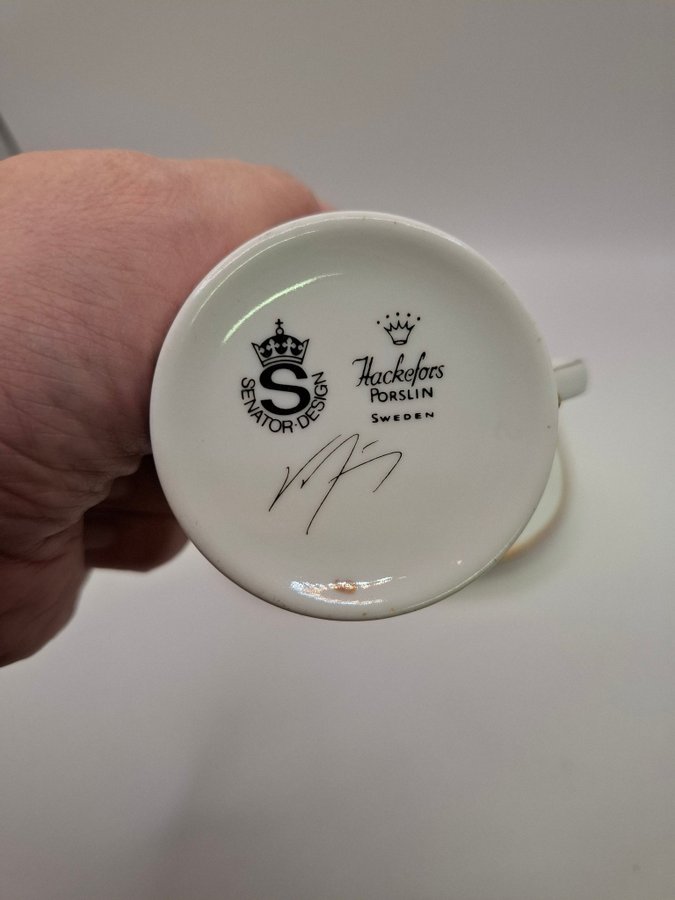 S
SENATOR·DESIGN
Hackefors
PORSLIN
SWEDEN